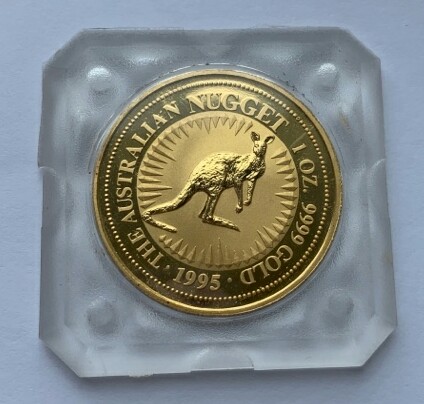 THE AUSTRALIAN NUGGET 1 OZ. 9999 GOLD
· 1995 ·